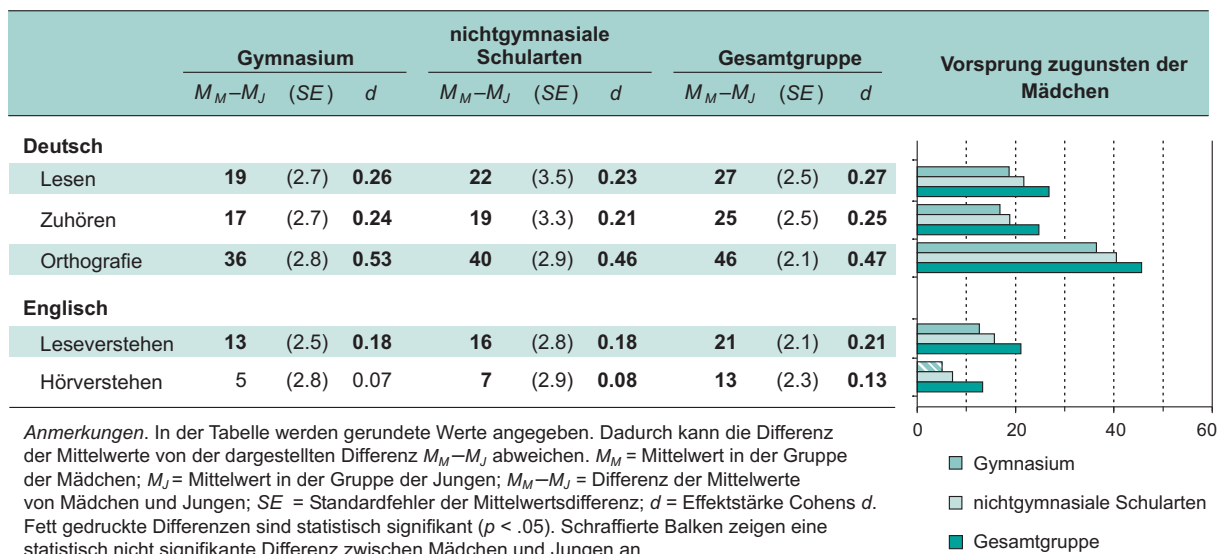 Gymnasium
nichtgymnasiale
Schularten
Gesamtgruppe
Vorsprung zugunsten der
Mädchen
M_M–M_J (SE) d M_M–M_J (SE) d M_M–M_J (SE) d
Deutsch
Lesen 19 (2.7) 0.26 22 (3.5) 0.23 27 (2.5) 0.27
Zuhören 17 (2.7) 0.24 19 (3.3) 0.21 25 (2.5) 0.25
Orthografie 36 (2.8) 0.53 40 (2.9) 0.46 46 (2.1) 0.47
Englisch
Leseverstehen 13 (2.5) 0.18 16 (2.8) 0.18 21 (2.1) 0.21
Hörverstehen 5 (2.8) 0.07 7 (2.9) 0.08 13 (2.3) 0.13
0 20 40 60
Gymnasium
nichtgymnasiale Schularten
Gesamtgruppe
Anmerkungen. In der Tabelle werden gerundete Werte angegeben. Dadurch kann die Differenz
der Mittelwerte von der dargestellten Differenz M_M–M_J abweichen. M_M = Mittelwert in der Gruppe
der Mädchen; M_J = Mittelwert in der Gruppe der Jungen; M_M–M_J = Differenz der Mittelwerte
von Mädchen und Jungen; SE = Standardfehler der Mittelwertsdifferenz; d = Effektstärke Cohens d.
Fett gedruckte Differenzen sind statistisch signifikant (p < .05). Schraffierte Balken zeigen eine
statistisch nicht signifikante Differenz zwischen Mädchen und Jungen an.